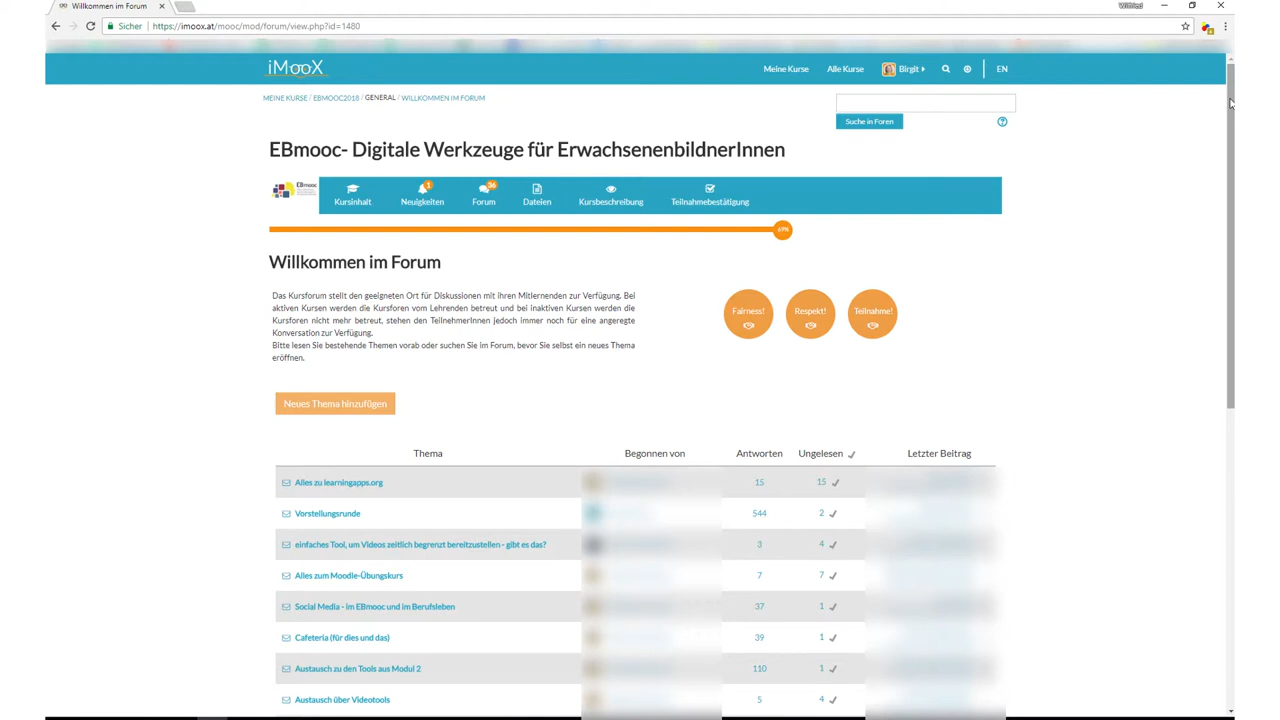 Willkommen im Forum
Wilfried
Sicher https://imoox.at/mooc/mod/forum/view.php?id=1480
iMooX
Meine Kurse Alle Kurse Birgit EN
MEINE KURSE / EBMOOC2018 / GENERAL / WILLKOMMEN IM FORUM
Suche in Foren
EBmooc- Digitale Werkzeuge für ErwachsenenbildnerInnen
EBmooc
1 36
Kursinhalt Neuigkeiten Forum Dateien Kursbeschreibung Teilnahmebestätigung
69%
Willkommen im Forum
Das Kursforum stellt den geeigneten Ort für Diskussionen mit ihren Mitlernenden zur Verfügung. Bei
aktiven Kursen werden die Kursforen vom Lehrenden betreut und bei inaktiven Kursen werden die
Kursforen nicht mehr betreut, stehen den TeilnehmerInnen jedoch immer noch für eine angeregte
Konversation zur Verfügung.
Bitte lesen Sie bestehende Themen vorab oder suchen Sie im Forum, bevor Sie selbst ein neues Thema
eröffnen.
Fairness! Respekt! Teilnahme!
Neues Thema hinzufügen
Thema Begonnen von Antworten Ungelesen Letzter Beitrag
Alles zu learningapps.org 15 15
Vorstellungsrunde 544 2
einfaches Tool, um Videos zeitlich begrenzt bereitzustellen - gibt es das? 3 4
Alles zum Moodle-Übungskurs 7 7
Social Media - im EBmooc und im Berufsleben 37 1
Cafeteria (für dies und das) 39 1
Austausch zu den Tools aus Modul 2 110 1
Austausch über Videotools 5 4